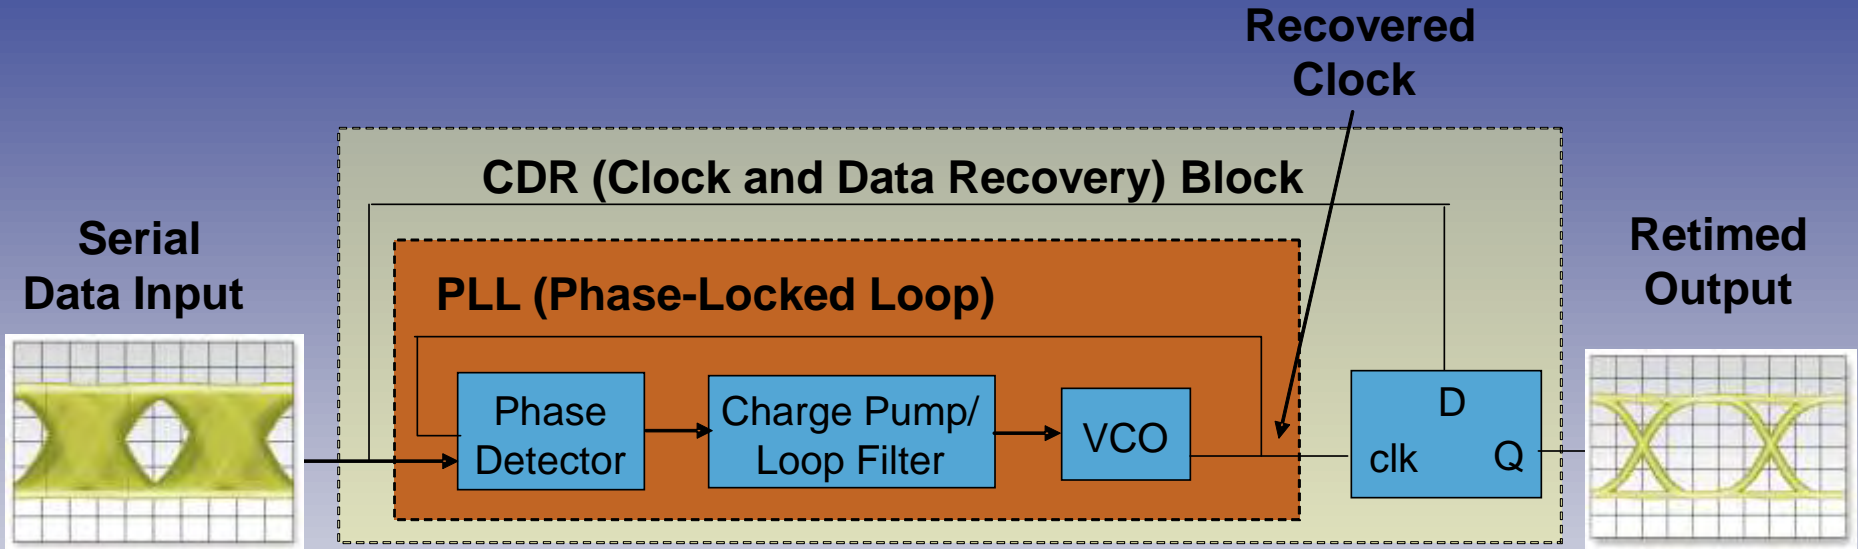 Recovered
Clock
CDR (Clock and Data Recovery) Block
Serial
Data Input
Retimed
Output
PLL (Phase-Locked Loop)
Phase
Detector
Charge Pump/
Loop Filter
VCO
D
clk
Q